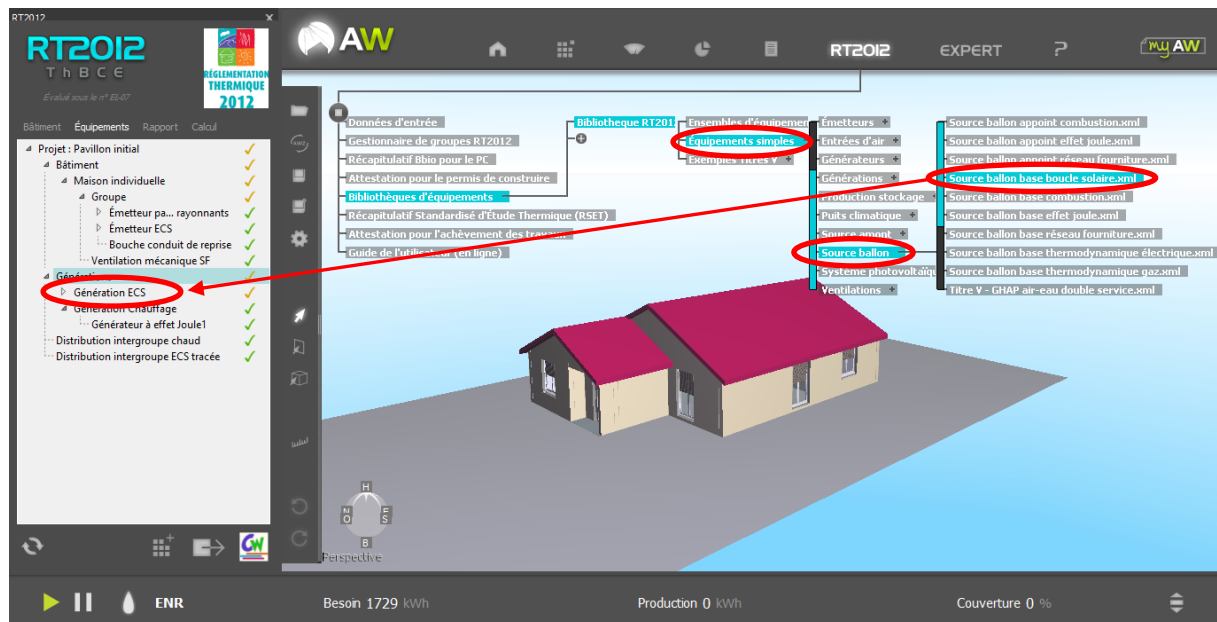 RT2012
X
RT2012
ThBCE
Évalué sous le n° EL-07
RÉGLEMENTATION
THERMIQUE
2012
AW
RT2012
EXPERT
?
my AW
Bâtiment Équipements Rapport Calcul
Projet : Pavillon initial
Bâtiment
Maison individuelle
Groupe
Émetteur pa... rayonnants
Émetteur ECS
Bouche conduit de reprise
Ventilation mécanique SF
Génération ECS
Génération Chauffage
Générateur à effet Joule1
Distribution intergroupe chaud
Distribution intergroupe ECS tracée
Données d'entrée
Gestionnaire de groupes RT2012
Récapitulatif Bbio pour le PC
Attestation pour le permis de construire
Bibliothèques d'équipements
Récapitulatif Standardisé d'Étude Thermique (RSET)
Attestation pour l'achèvement des travaux
Guide de l'utilisateur (en ligne)
Bibliotheque RT201
Ensembles d'équipemen
Équipements simples
Exemples Titres V +
Émetteurs +
Entrées d'air +
Générateurs +
Générations +
Production stockage +
Puits climatique +
Source amont +
Source ballon
Système photovoltaïqu
Ventilations +
Source ballon appoint combustion.xml
Source ballon appoint effet joule.xml
Source ballon appoint réseau fourniture.xml
Source ballon base boucle solaire.xml
Source ballon base combustion.xml
Source ballon base effet joule.xml
Source ballon base réseau fourniture.xml
Source ballon base thermodynamique électrique.xml
Source ballon base thermodynamique gaz.xml
Titre V - GHAP air-eau double service.xml
H
N
O
E
S
B
Perspective
ENR
Besoin 1729 kWh
Production 0 kWh
Couverture 0 %